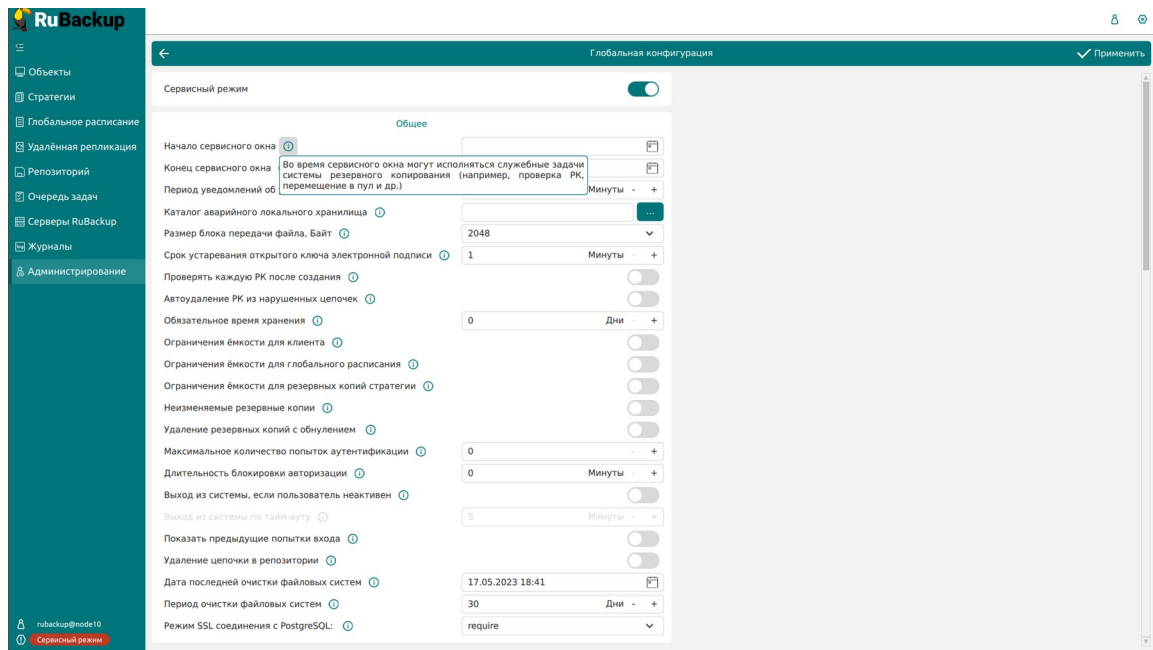 RuBackup
Объекты
Стратегии
Глобальное расписание
Удалённая репликация
Репозиторий
Очередь задач
Серверы RuBackup
Журналы
Администрирование
rubackup@node10
Сервисный режим
Глобальная конфигурация
Применить
Сервисный режим
Общее
Начало сервисного окна
Во время сервисного окна могут исполняться служебные задачи
системы резервного копирования (например, проверка РК,
перемещение в пул и др.)
Конец сервисного окна
Период уведомлений об Минуты - +
Каталог аварийного локального хранилища ...
Размер блока передачи файла, Байт 2048
Срок устаревания открытого ключа электронной подписи 1 Минуты - +
Проверять каждую РК после создания
Автоудаление РК из нарушенных цепочек
Обязательное время хранения 0 Дни - +
Ограничения ёмкости для клиента
Ограничения ёмкости для глобального расписания
Ограничения ёмкости для резервных копий стратегии
Неизменяемые резервные копии
Удаление резервных копий с обнулением
Максимальное количество попыток аутентификации 0 - +
Длительность блокировки авторизации 0 Минуты - +
Выход из системы, если пользователь неактивен
Выход из системы по тайм-ауту 5 Минуты - +
Показать предыдущие попытки входа
Удаление цепочки в репозитории
Дата последней очистки файловых систем 17.05.2023 18:41
Период очистки файловых систем 30 Дни - +
Режим SSL соединения с PostgreSQL: require